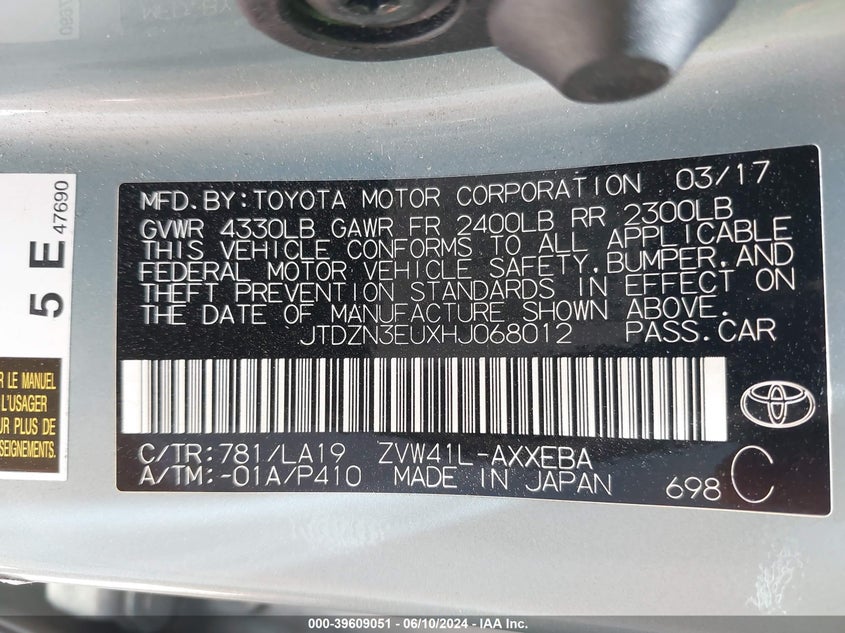 MFD.BY:TOYOTA MOTOR CORPORATION 03/17
GVWR 4330LB GAWR FR 2400LB RR 2300LB
THIS VEHICLE CONFORMS TO ALL APPLICABLE
FEDERAL MOTOR VEHICLE SAFETY,BUMPER,AND
THEFT PREVENTION STANDARDS IN EFFECT ON
THE DATE OF MANUFACTURE SHOWN ABOVE.
JTDZN3EUXHJ068012 PASS.CAR
C/TR:781/LA19 ZVW41L-AXXEBA
A/TM:-01A/P410 MADE IN JAPAN 698 C
5 E 47690
R LE MANUEL
L'USAGER
UR PLUS DE
SEIGNEMENTS.
000-39609051 - 06/10/2024 - IAA Inc.